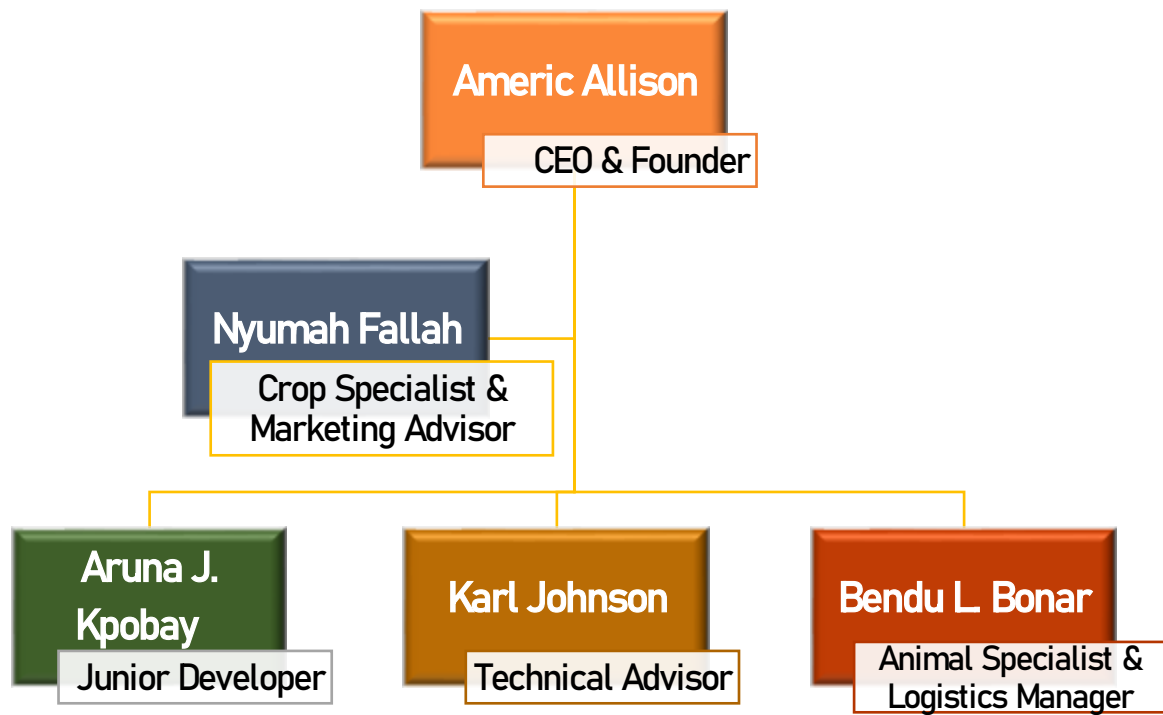 Americ Allison
CEO & Founder
Nyumah Fallah
Crop Specialist &
Marketing Advisor
Aruna J.
Kpobay
Junior Developer
Karl Johnson
Technical Advisor
Bendu L. Bonar
Animal Specialist &
Logistics Manager